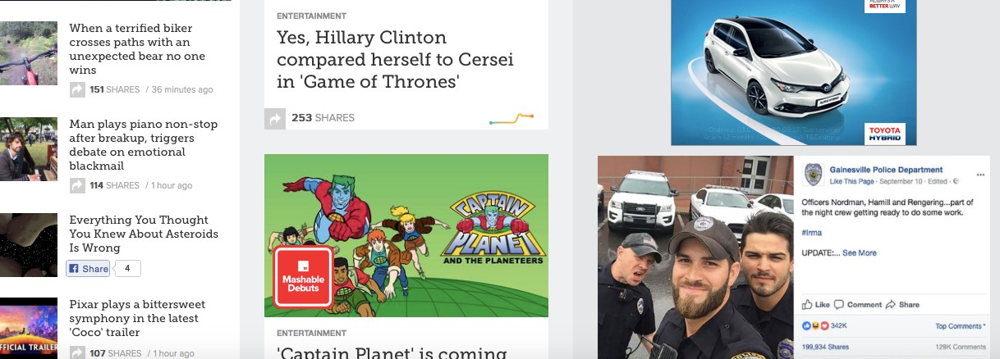 When a terrified biker
crosses paths with an
unexpected bear no one
wins
151 SHARES / 36 minutes ago
Man plays piano non-stop
after breakup, triggers
debate on emotional
blackmail
114 SHARES / 1 hour ago
Everything You Thought
You Knew About Asteroids
Is Wrong
Share 4
Pixar plays a bittersweet
symphony in the latest
'Coco' trailer
FFICIAL TRAILER
107 SHARES / 1 hour ago
ENTERTAINMENT
Yes, Hillary Clinton
compared herself to Cersei
in 'Game of Thrones'
253 SHARES
CAPTAIN
PLANET
AND THE PLANETEERS
Mashable
Debuts
ENTERTAINMENT
'Captain Planet' is coming
ALWAYS A
BETTER WAY
TOYOTA
HYBRID
Gainesville Police Department
Like This Page · September 10 · Edited ·
Officers Nordman, Hamill and Rengering...part of
the night crew getting ready to do some work.
#Irma
UPDATE:... See More
Like Comment Share
342K Top Comments
199,934 Shares 129K Comments